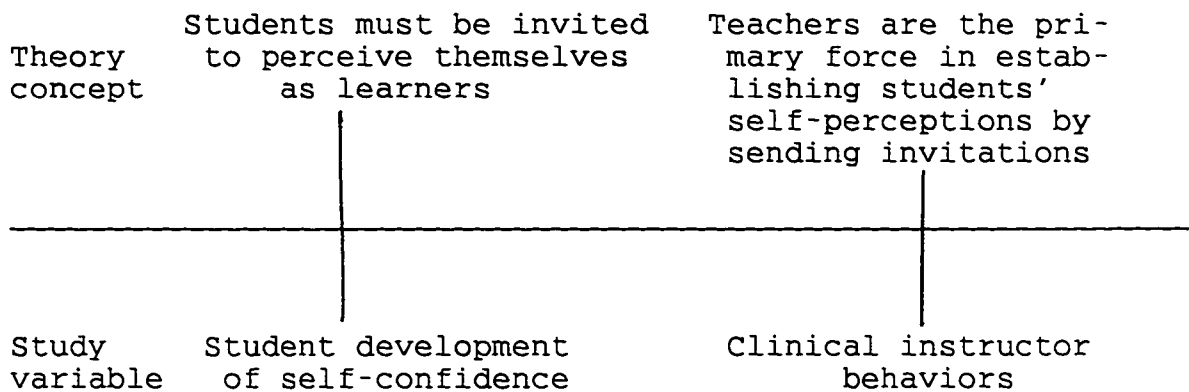 Theory
concept
Students must be invited
to perceive themselves
as learners
Teachers are the pri-
mary force in estab-
lishing students'
self-perceptions by
sending invitations
Study
variable
Student development
of self-confidence
Clinical instructor
behaviors